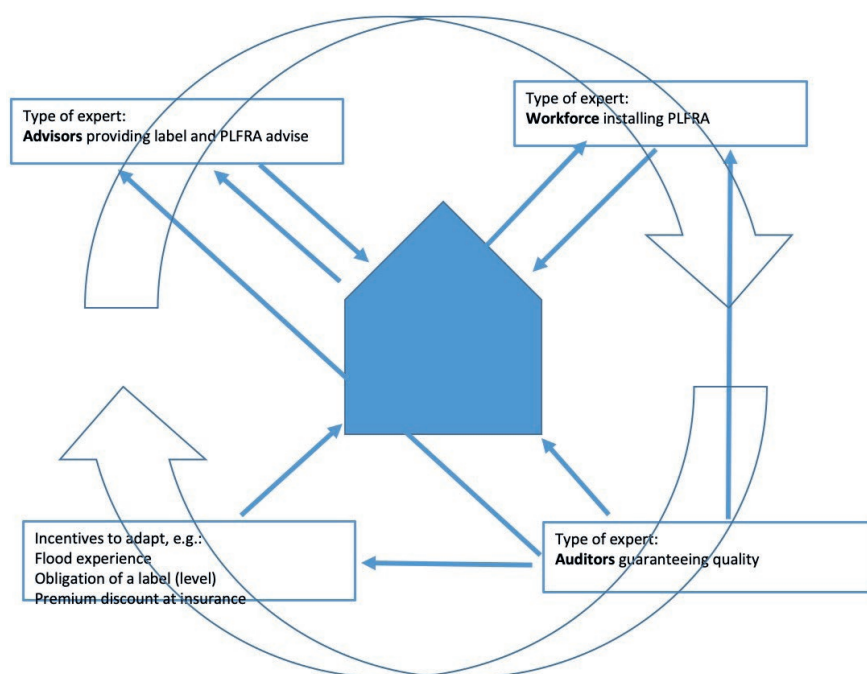 Type of expert:
Advisors providing label and PLFRA advise
Type of expert:
Workforce installing PLFRA
Incentives to adapt, e.g.:
Flood experience
Obligation of a label (level)
Premium discount at insurance
Type of expert:
Auditors guaranteeing quality